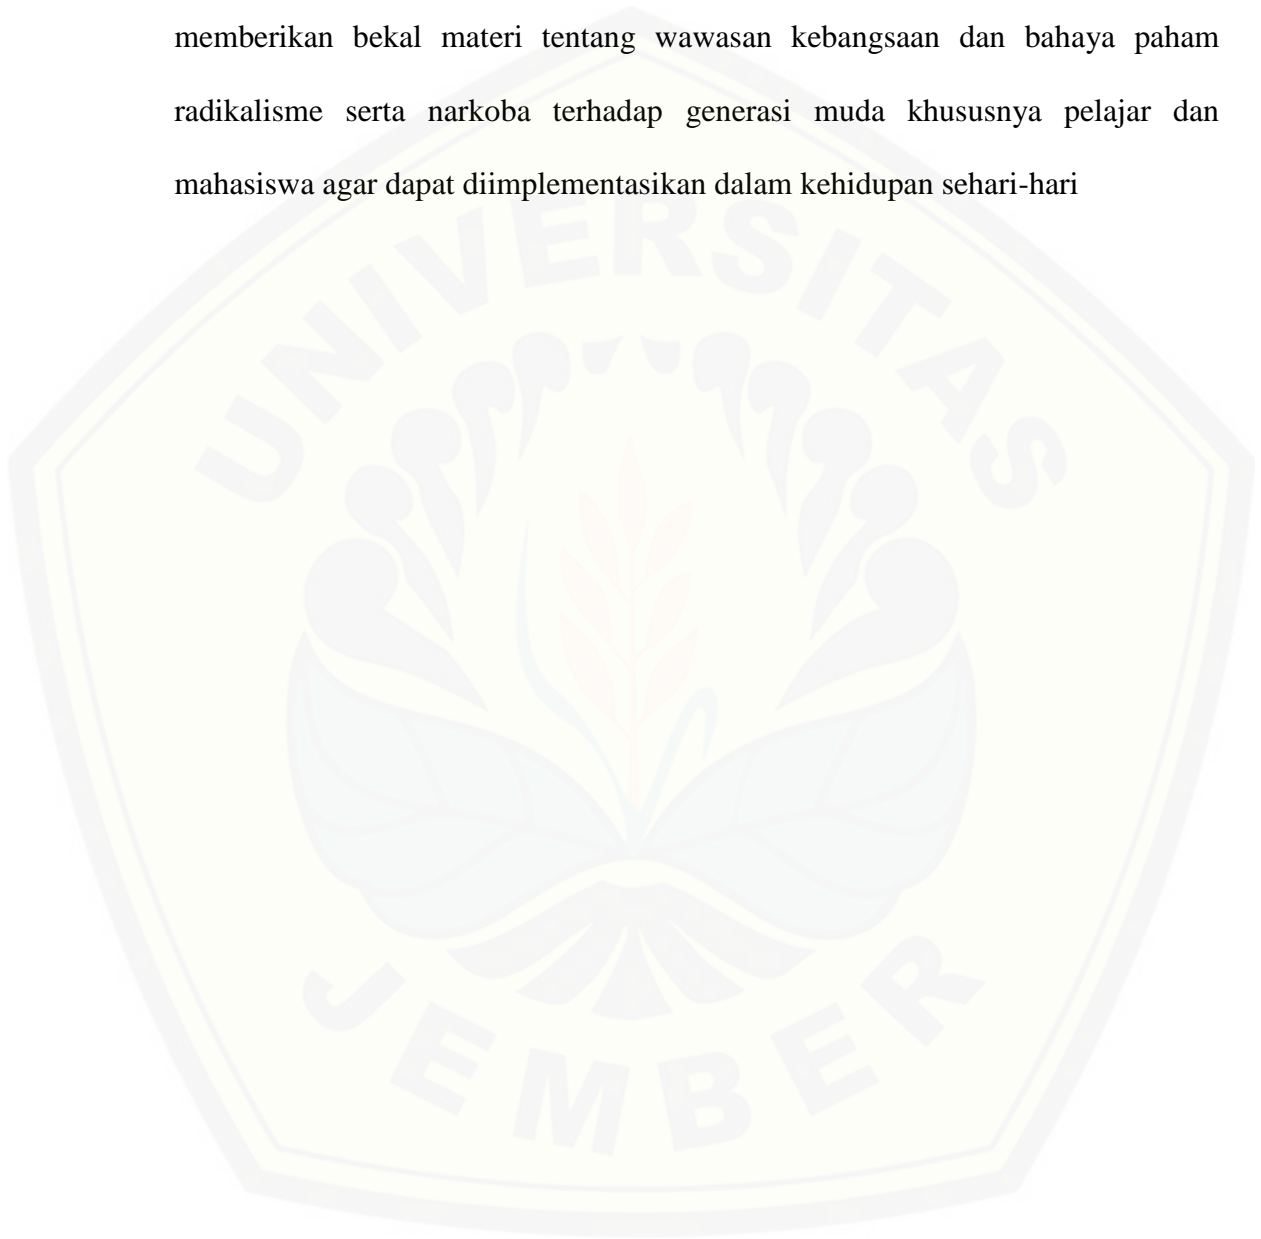 memberikan bekal materi tentang wawasan kebangsaan dan bahaya paham
radikalisme serta narkoba terhadap generasi muda khususnya pelajar dan
mahasiswa agar dapat diimplementasikan dalam kehidupan sehari-hari
UNIVERSITAS
JEMBER